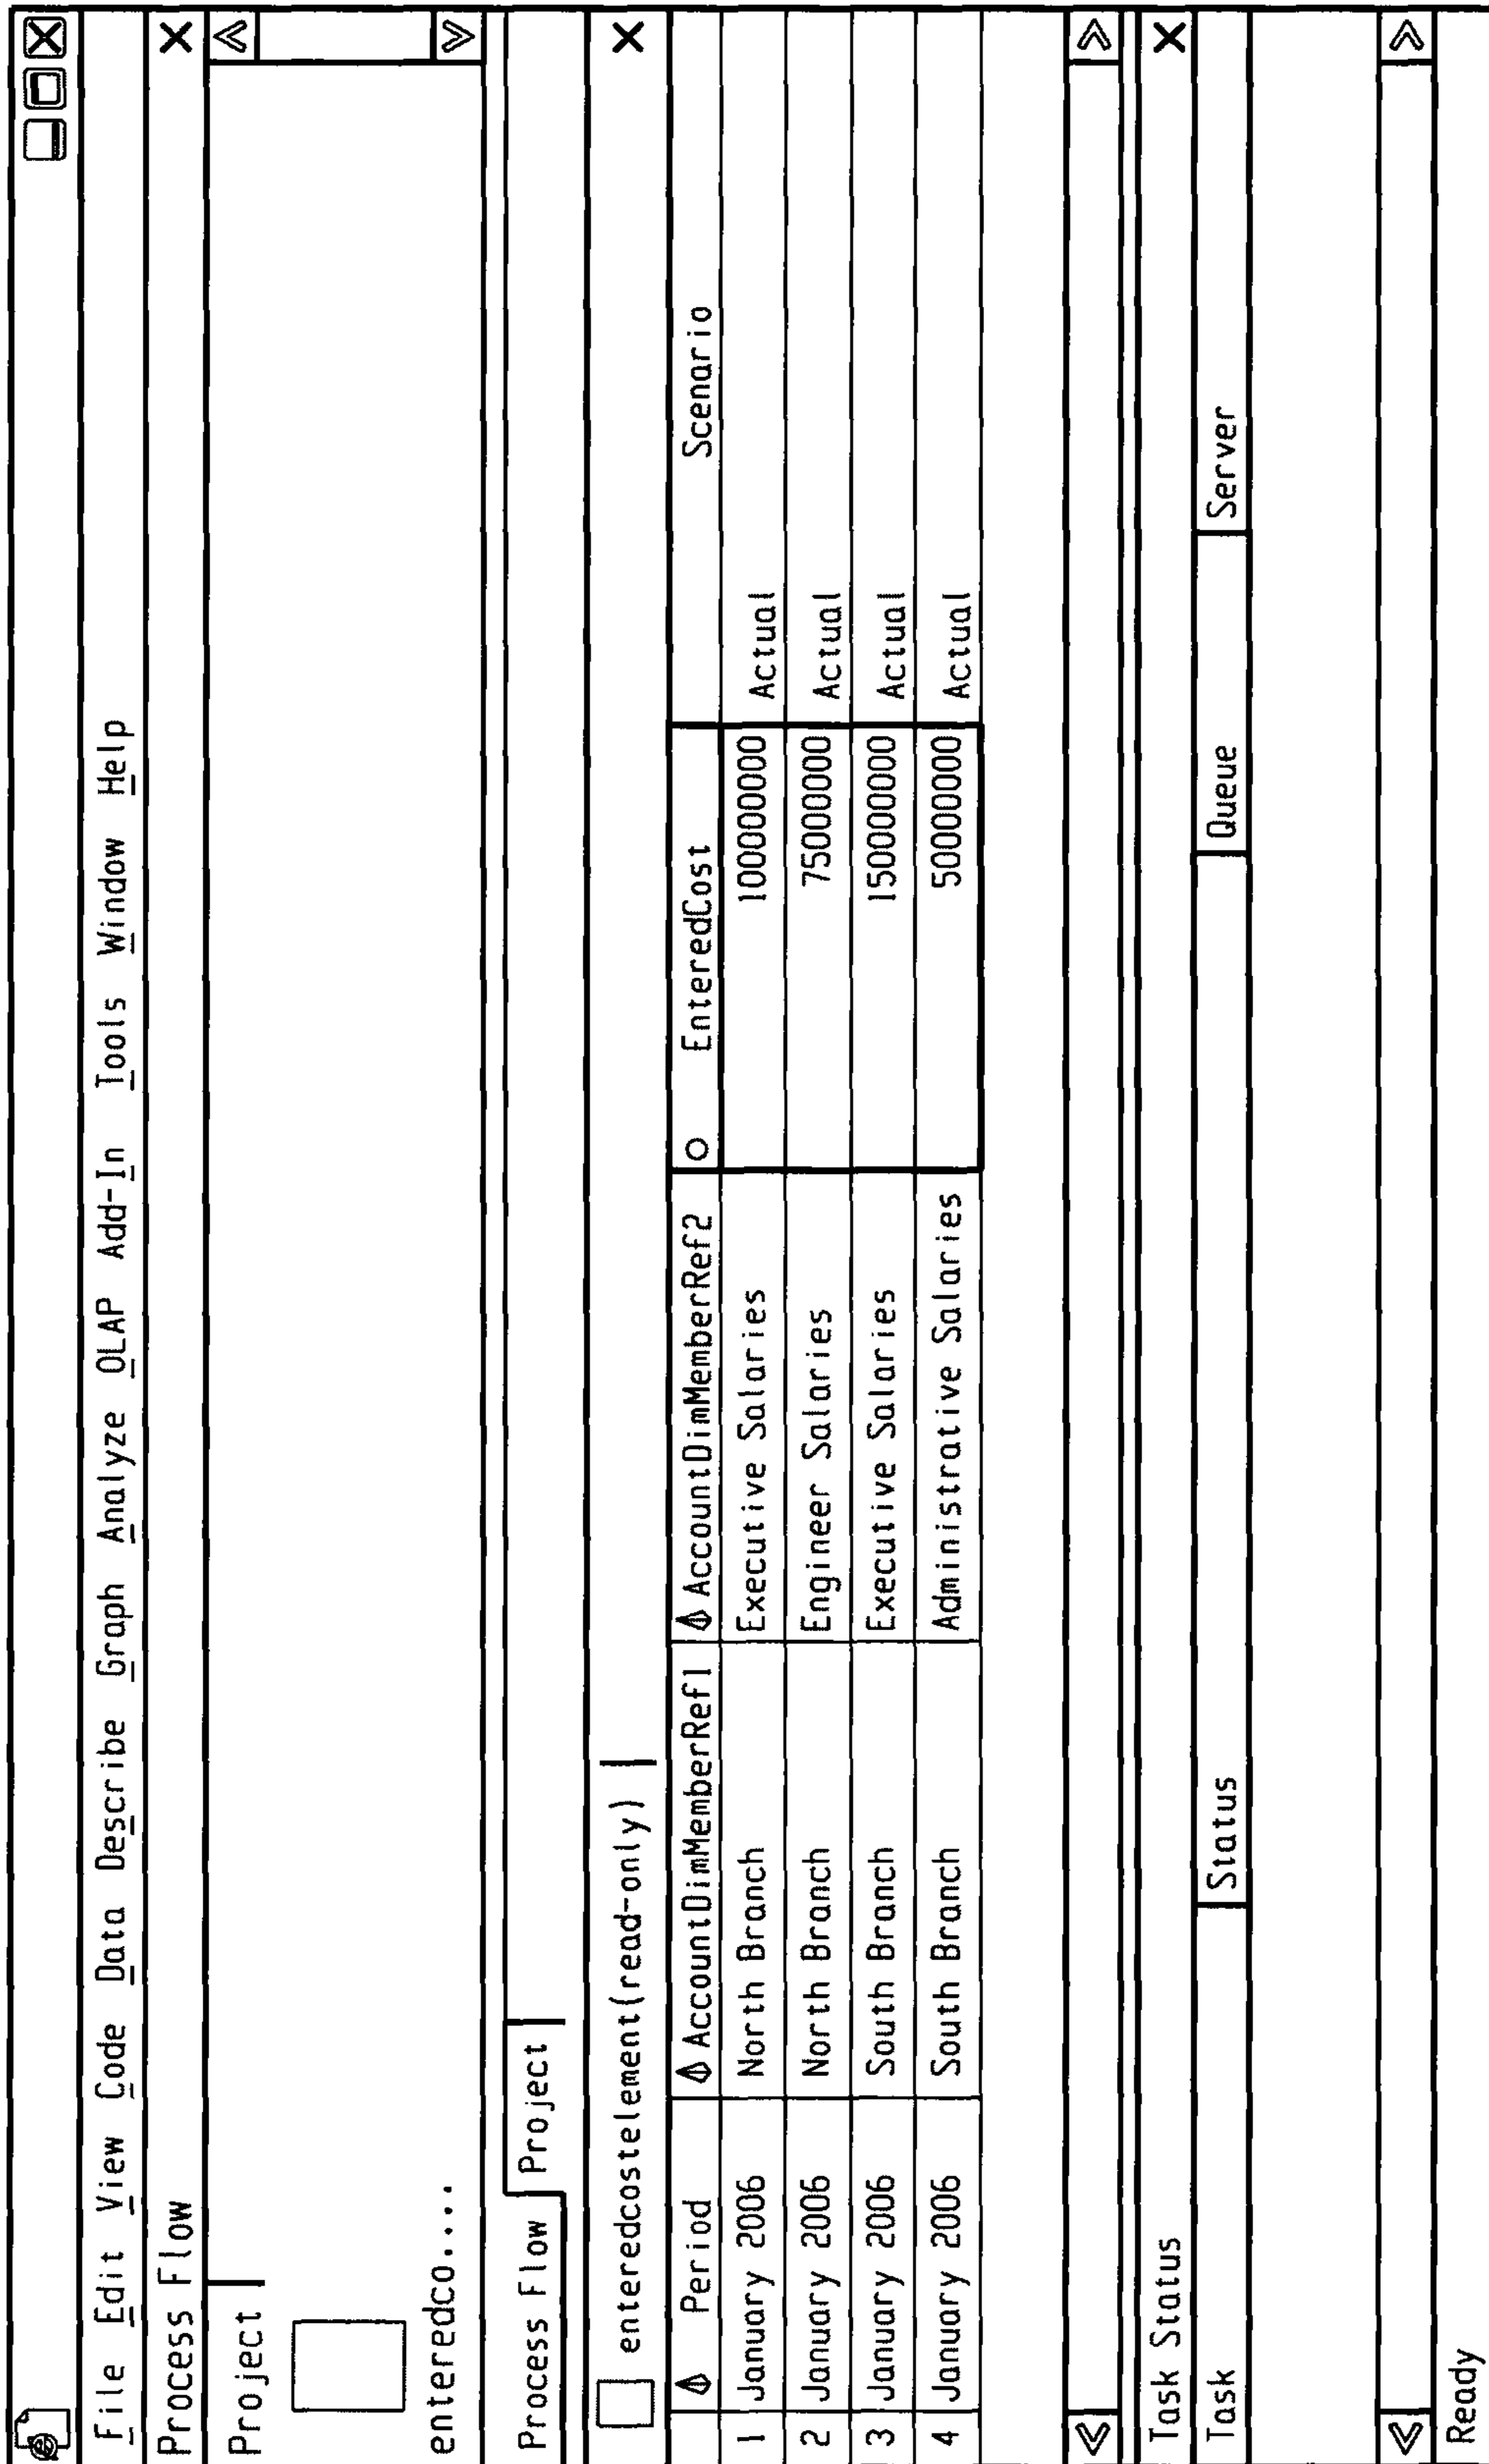 File Edit View Code Data Describe Graph Analyze OLAP Add-In Tools Window Help
Process Flow
Project
enteredco....
Process Flow Project
enteredcostelement(read-only)
Period AccountDimMemberRef1 AccountDimMemberRef2 EnteredCost Scenario
1 January 2006 North Branch Executive Salaries 100000000 Actual
2 January 2006 North Branch Engineer Salaries 75000000 Actual
3 January 2006 South Branch Executive Salaries 150000000 Actual
4 January 2006 South Branch Administrative Salaries 50000000 Actual
Task Status
Task Status Queue Server
Ready